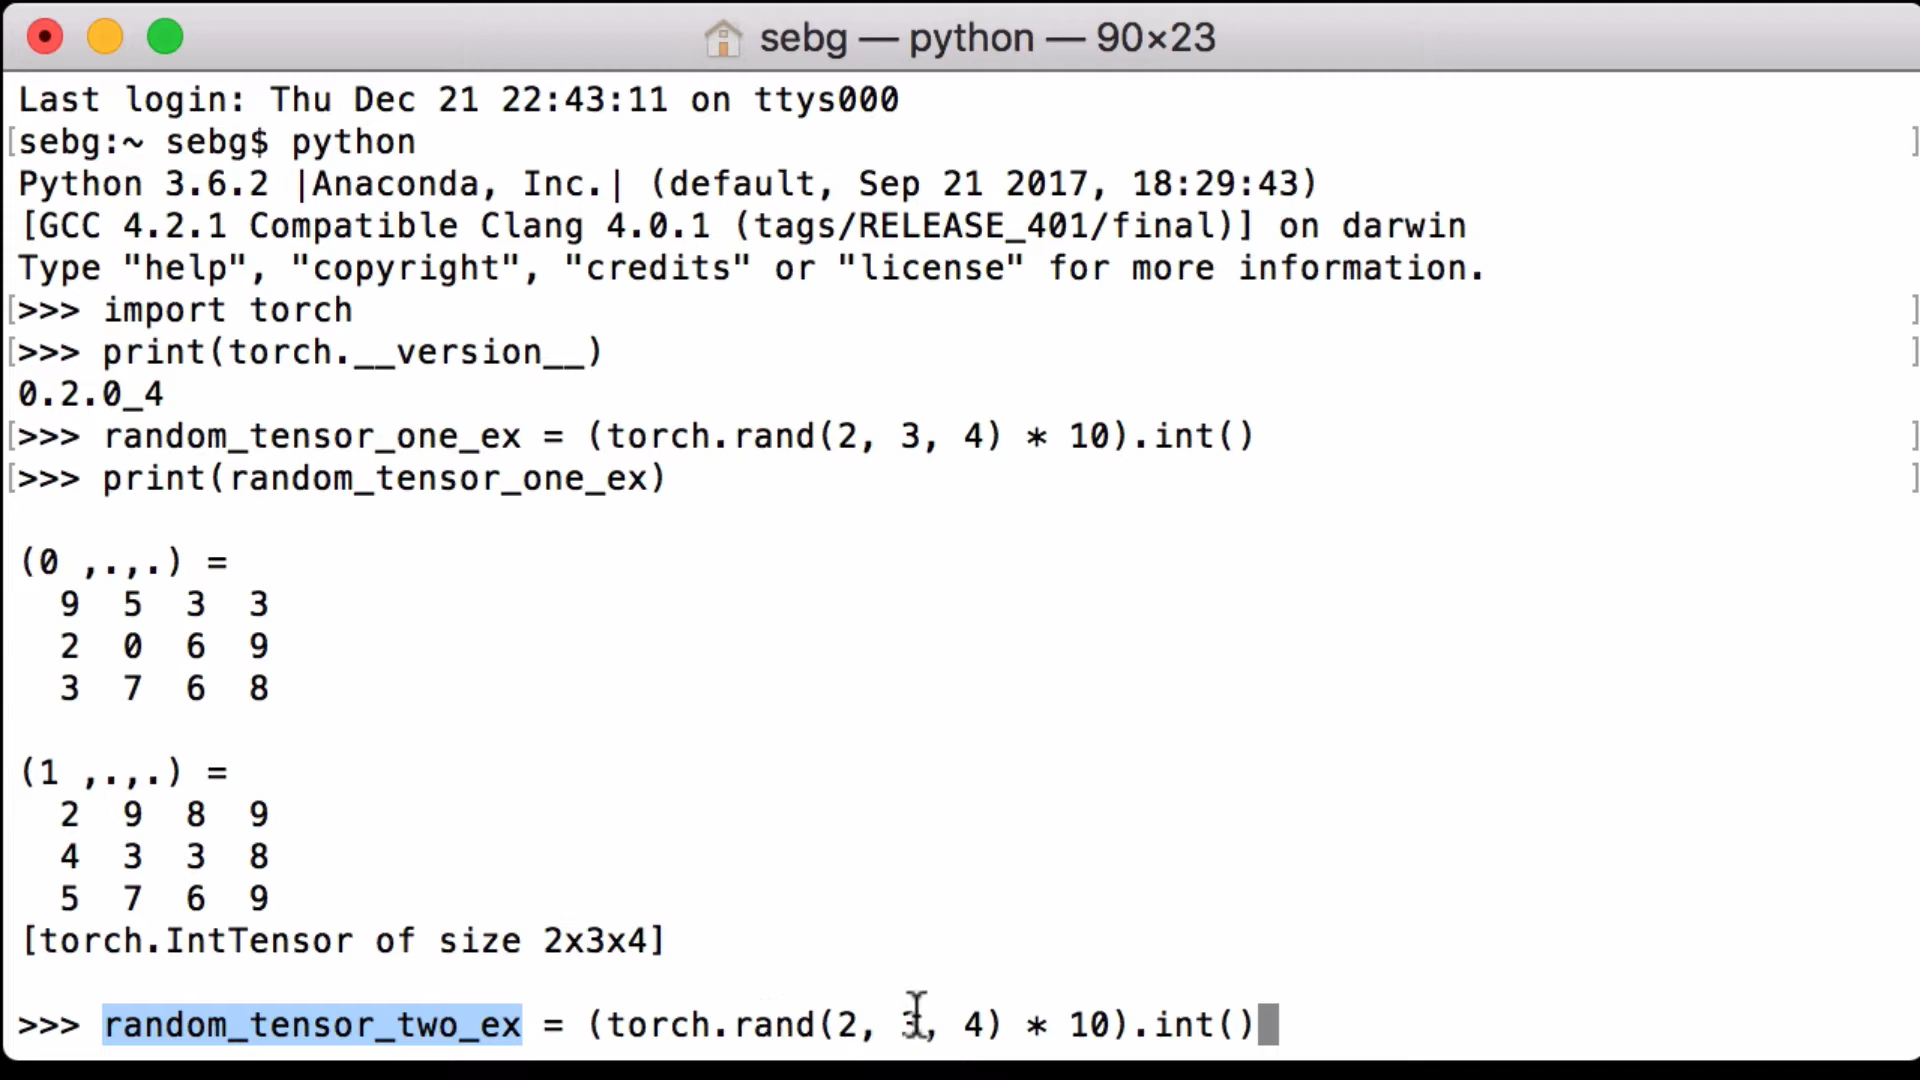 sebg — python — 90×23
Last login: Thu Dec 21 22:43:11 on ttys000
[sebg:~ sebg$ python ]
Python 3.6.2 |Anaconda, Inc.| (default, Sep 21 2017, 18:29:43)
[GCC 4.2.1 Compatible Clang 4.0.1 (tags/RELEASE_401/final)] on darwin
Type "help", "copyright", "credits" or "license" for more information.
[>>> import torch ]
[>>> print(torch.__version__) ]
0.2.0_4
[>>> random_tensor_one_ex = (torch.rand(2, 3, 4) * 10).int() ]
[>>> print(random_tensor_one_ex) ]
(0 ,.,.) =
9 5 3 3
2 0 6 9
3 7 6 8
(1 ,.,.) =
2 9 8 9
4 3 3 8
5 7 6 9
[torch.IntTensor of size 2x3x4]
>>> random_tensor_two_ex = (torch.rand(2, 3, 4) * 10).int()